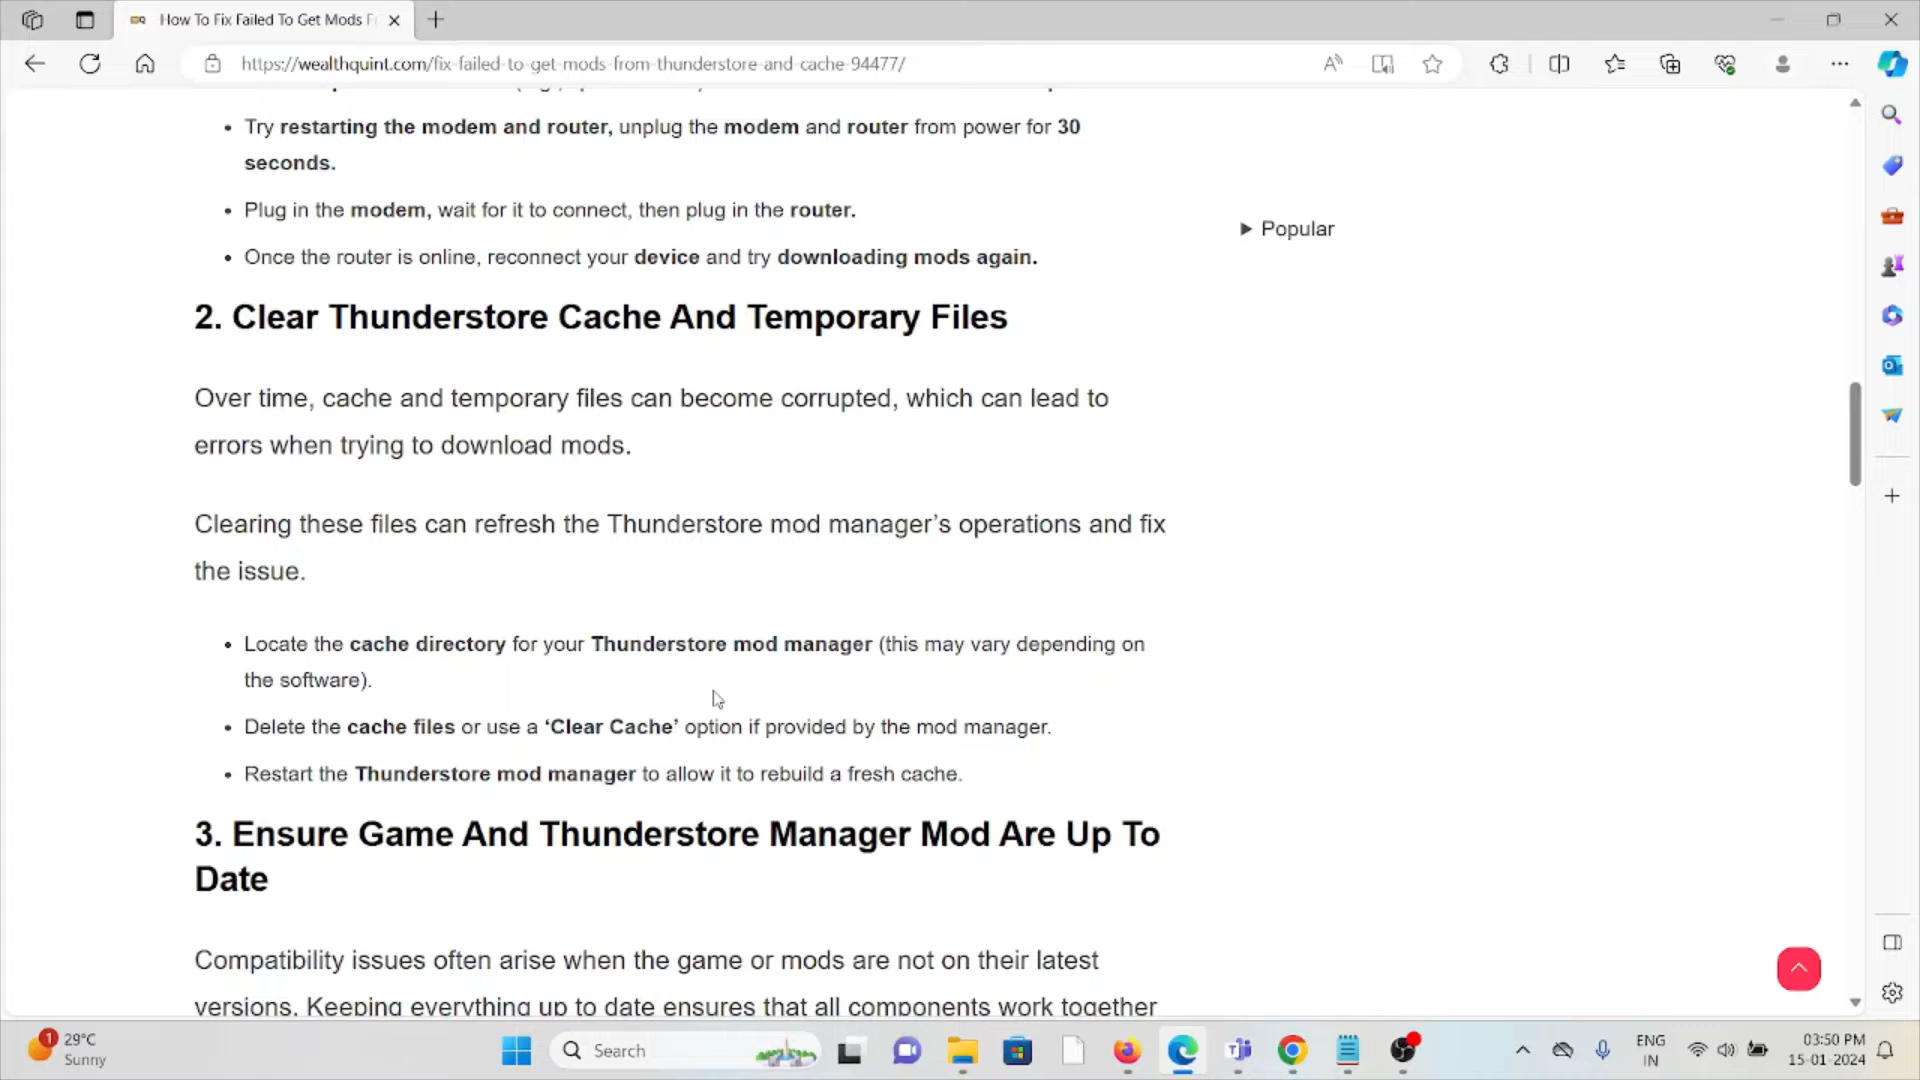 How To Fix Failed To Get Mods F
https://wealthquint.com/fix-failed-to-get-mods-from-thunderstore-and-cache-94477/
• Try restarting the modem and router, unplug the modem and router from power for 30
seconds.
• Plug in the modem, wait for it to connect, then plug in the router.
Popular
• Once the router is online, reconnect your device and try downloading mods again.
2. Clear Thunderstore Cache And Temporary Files
Over time, cache and temporary files can become corrupted, which can lead to
errors when trying to download mods.
Clearing these files can refresh the Thunderstore mod manager’s operations and fix
the issue.
• Locate the cache directory for your Thunderstore mod manager (this may vary depending on
the software).
• Delete the cache files or use a ‘Clear Cache’ option if provided by the mod manager.
• Restart the Thunderstore mod manager to allow it to rebuild a fresh cache.
3. Ensure Game And Thunderstore Manager Mod Are Up To
Date
Compatibility issues often arise when the game or mods are not on their latest
versions. Keeping everything up to date ensures that all components work together
1
29°C
Sunny
Search
ENG
IN
03:50 PM
15-01-2024